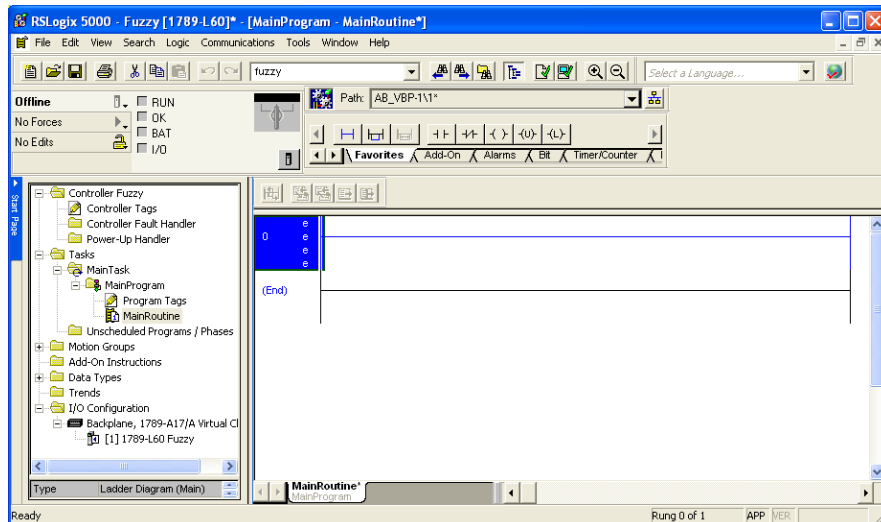 RSLogix 5000 - Fuzzy [1789-L60]* - [MainProgram - MainRoutine*]
File Edit View Search Logic Communications Tools Window Help
fuzzy
Select a Language...
Offline
RUN
No Forces
OK
No Edits
BAT
I/O
Path: AB_VBP-1\1*
Favorites Add-On Alarms Bit Timer/Counter
Start Page
Controller Fuzzy
Controller Tags
Controller Fault Handler
Power-Up Handler
Tasks
MainTask
MainProgram
Program Tags
MainRoutine
Unscheduled Programs / Phases
Motion Groups
Add-On Instructions
Data Types
Trends
I/O Configuration
Backplane, 1789-A17/A Virtual Cl
[1] 1789-L60 Fuzzy
Type Ladder Diagram (Main)
0
e
e
e
e
(End)
MainRoutine*
MainProgram
Ready
Rung 0 of 1
APP
VER